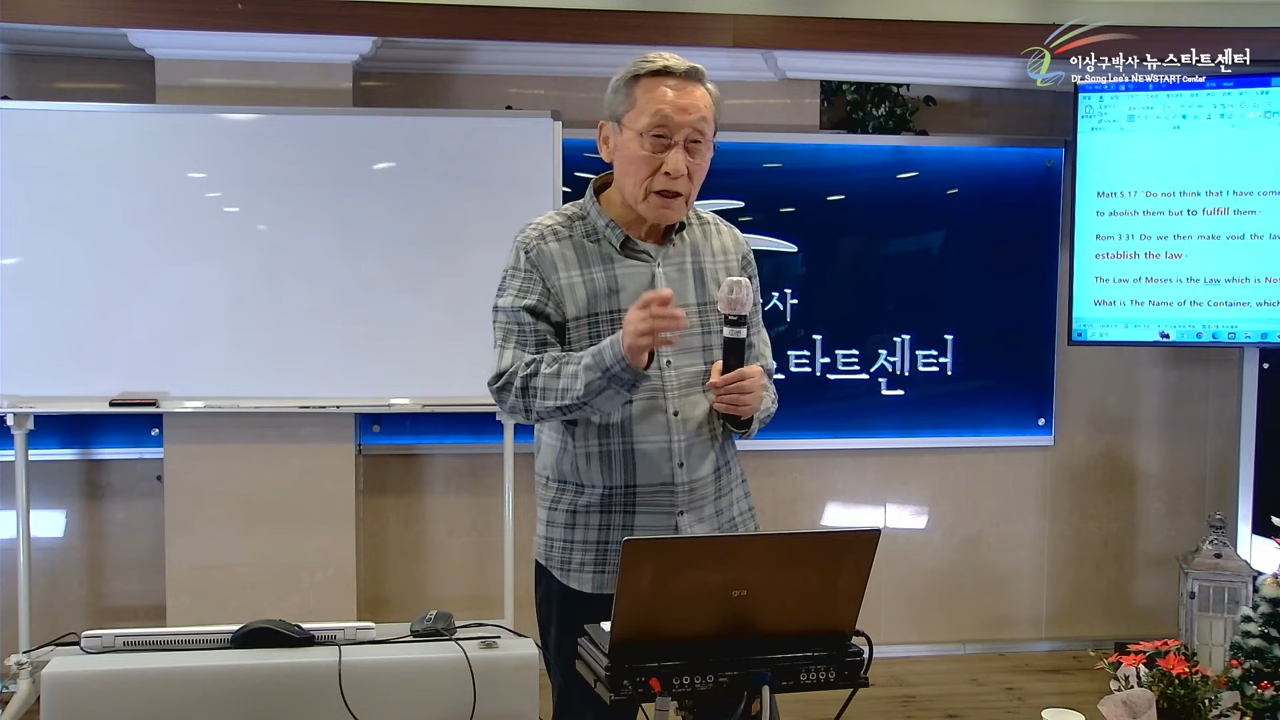 이상구박사 뉴스타트센터
Dr. Sang Lee's NEWSTART Center
Matt 5:17 "Do not think that I have come
to abolish them but to fulfill them.
Rom 3:31 Do we then make void the law
establish the law
The Law of Moses is the Law which is Not
What is The Name of the Container, which
사
스타트센터
gra